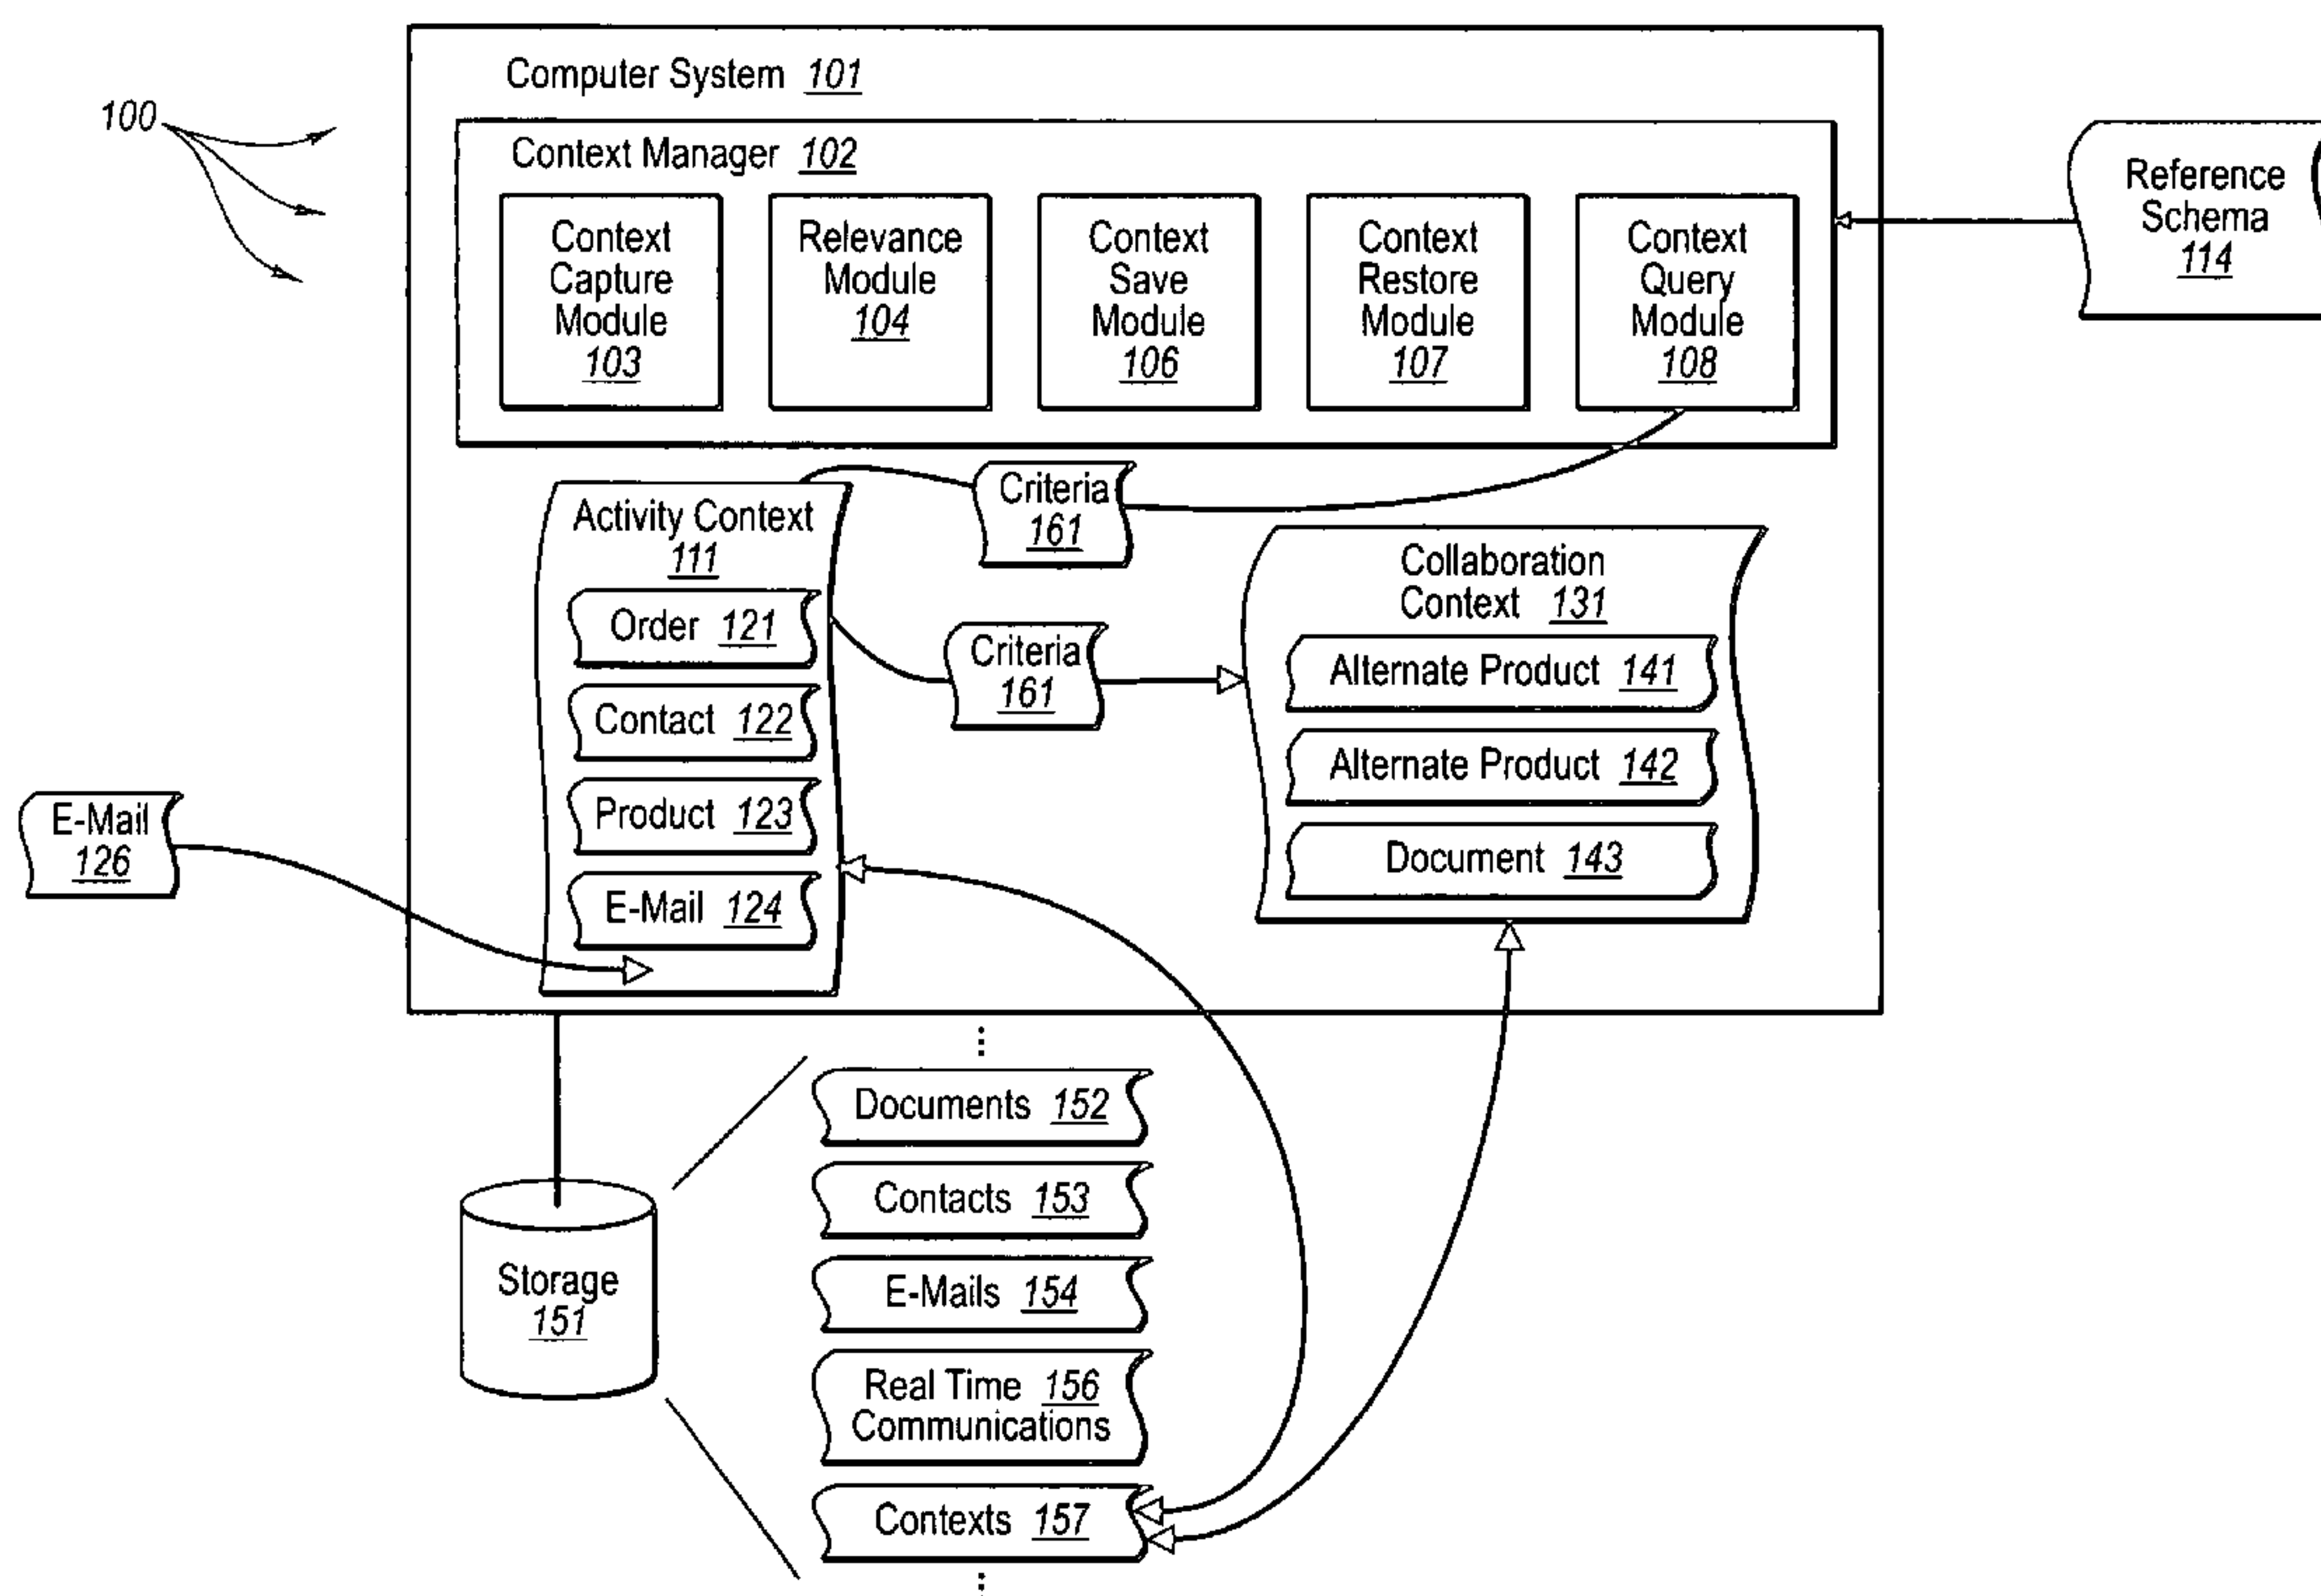 100
Computer System 101
Context Manager 102
Context
Capture
Module
103
Relevance
Module
104
Context
Save
Module
106
Context
Restore
Module
107
Context
Query
Module
108
Reference
Schema
114
Activity Context
111
Order 121
Contact 122
Product 123
E-Mail 124
Criteria
161
Criteria
161
Collaboration
Context 131
Alternate Product 141
Alternate Product 142
Document 143
E-Mail
126
Storage
151
Documents 152
Contacts 153
E-Mails 154
Real Time 156
Communications
Contexts 157